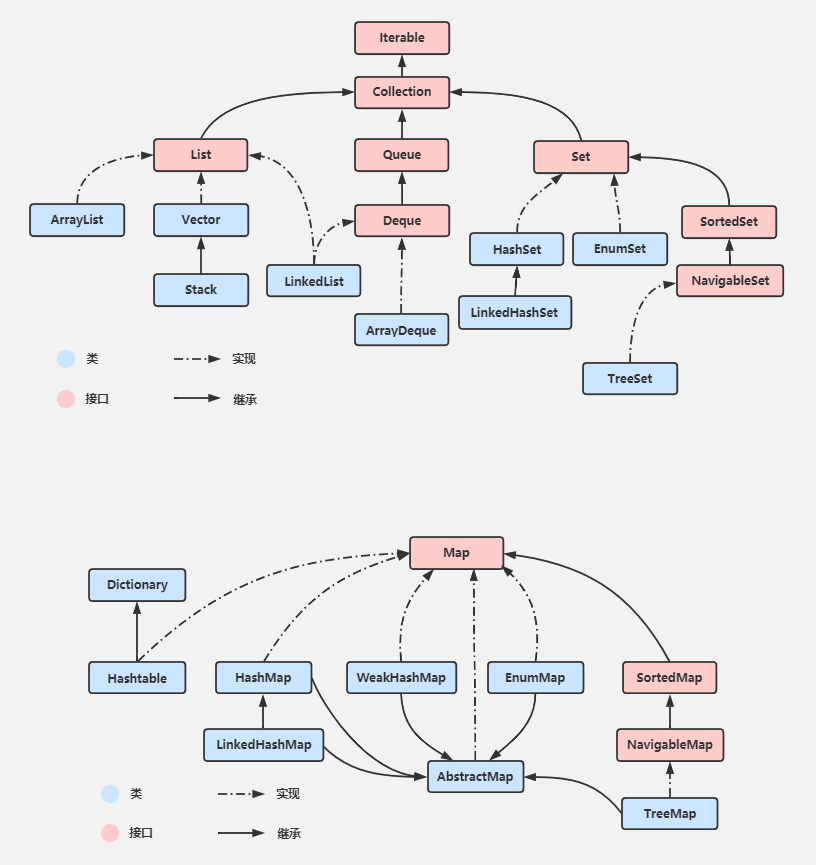 Iterable
Collection
List
Queue
Set
ArrayList
Vector
Deque
SortedSet
HashSet
EnumSet
Stack
LinkedList
NavigableSet
LinkedHashSet
ArrayDeque
类
实现
TreeSet
接口
继承
Map
Dictionary
Hashtable
HashMap
WeakHashMap
EnumMap
SortedMap
LinkedHashMap
NavigableMap
AbstractMap
类
实现
TreeMap
接口
继承